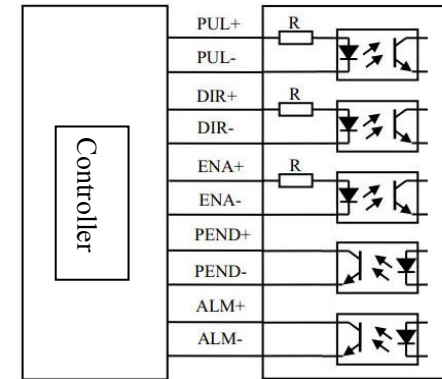 PUL+
R
PUL-
DIR+
R
DIR-
ENA+
R
ENA-
PEND+
PEND-
ALM+
ALM-
Controller